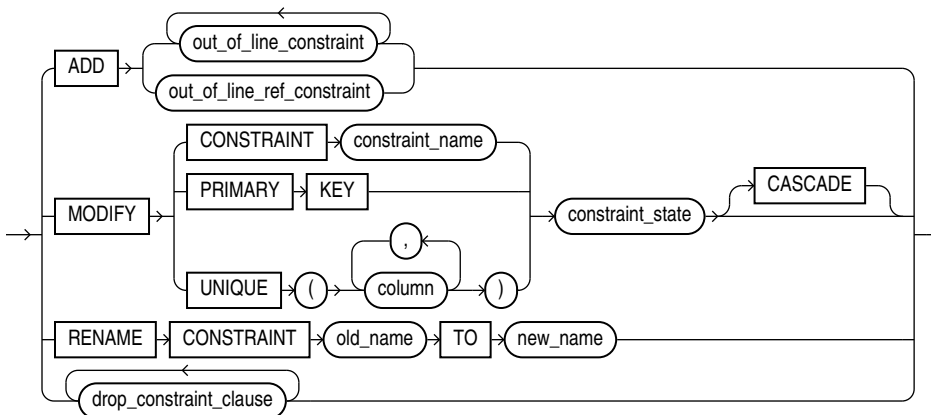 out_of_line_constraint
ADD
out_of_line_ref_constraint
CONSTRAINT constraint_name
PRIMARY KEY
CASCADE
MODIFY
constraint_state
,
UNIQUE ( column )
RENAME CONSTRAINT old_name TO new_name
drop_constraint_clause